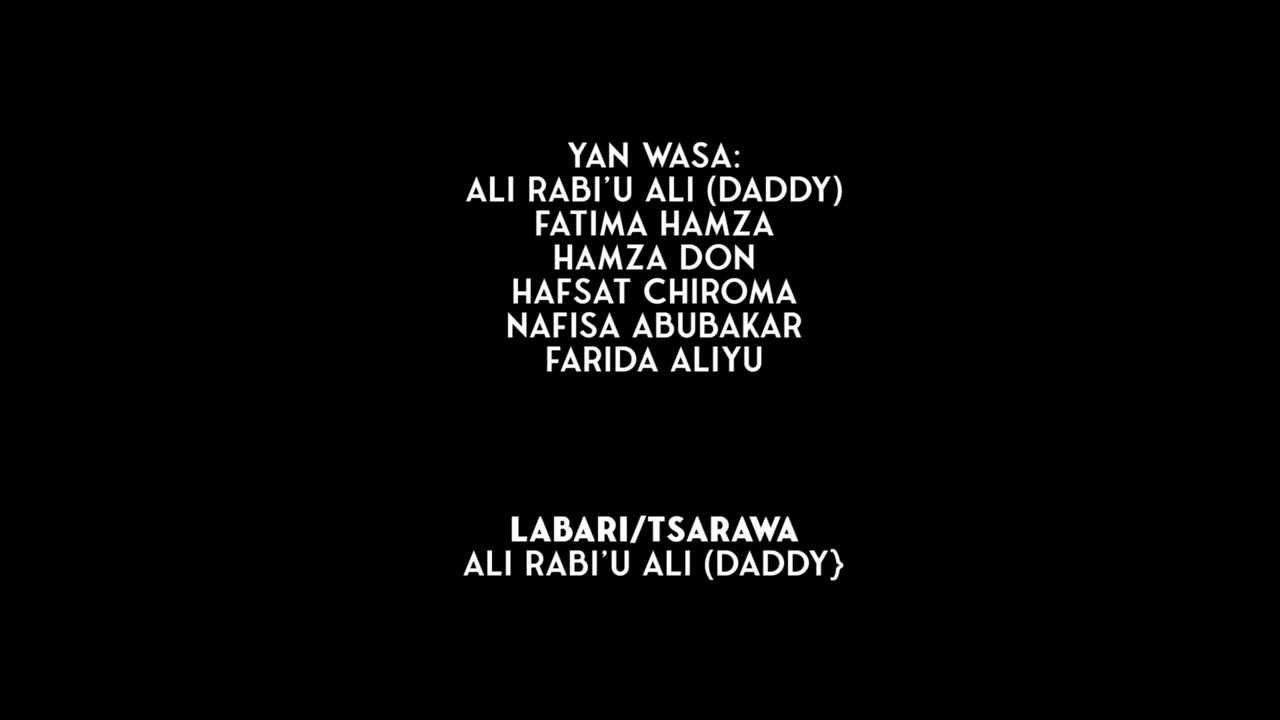 YAN WASA:
ALI RABI’U ALI (DADDY)
FATIMA HAMZA
HAMZA DON
HAFSAT CHIROMA
NAFISA ABUBAKAR
FARIDA ALIYU
LABARI/TSARAWA
ALI RABI’U ALI (DADDY}